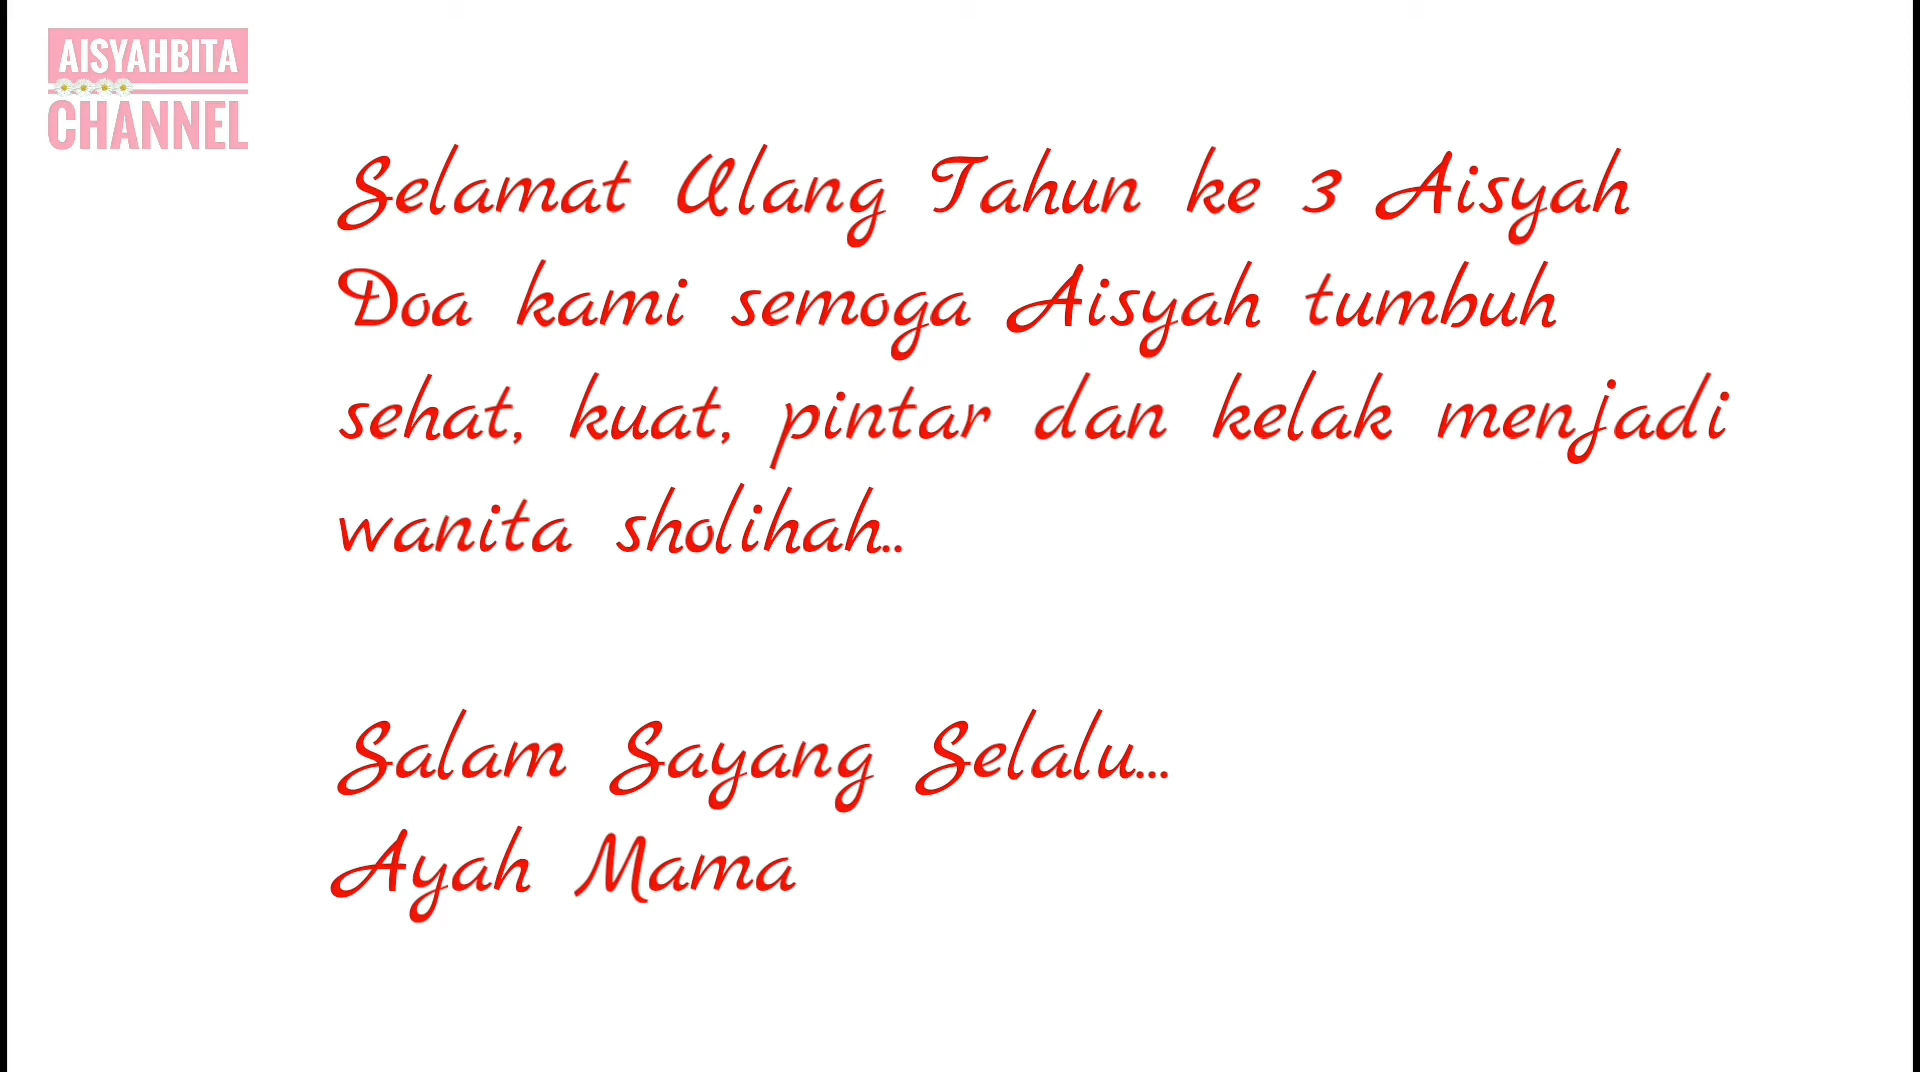 AISYAHBITA
CHANNEL
Selamat Ulang Tahun ke 3 Aisyah
Doa kami semoga Aisyah tumbuh
sehat, kuat, pintar dan kelak menjadi
wanita sholihah..
Salam Sayang Selalu...
Ayah Mama